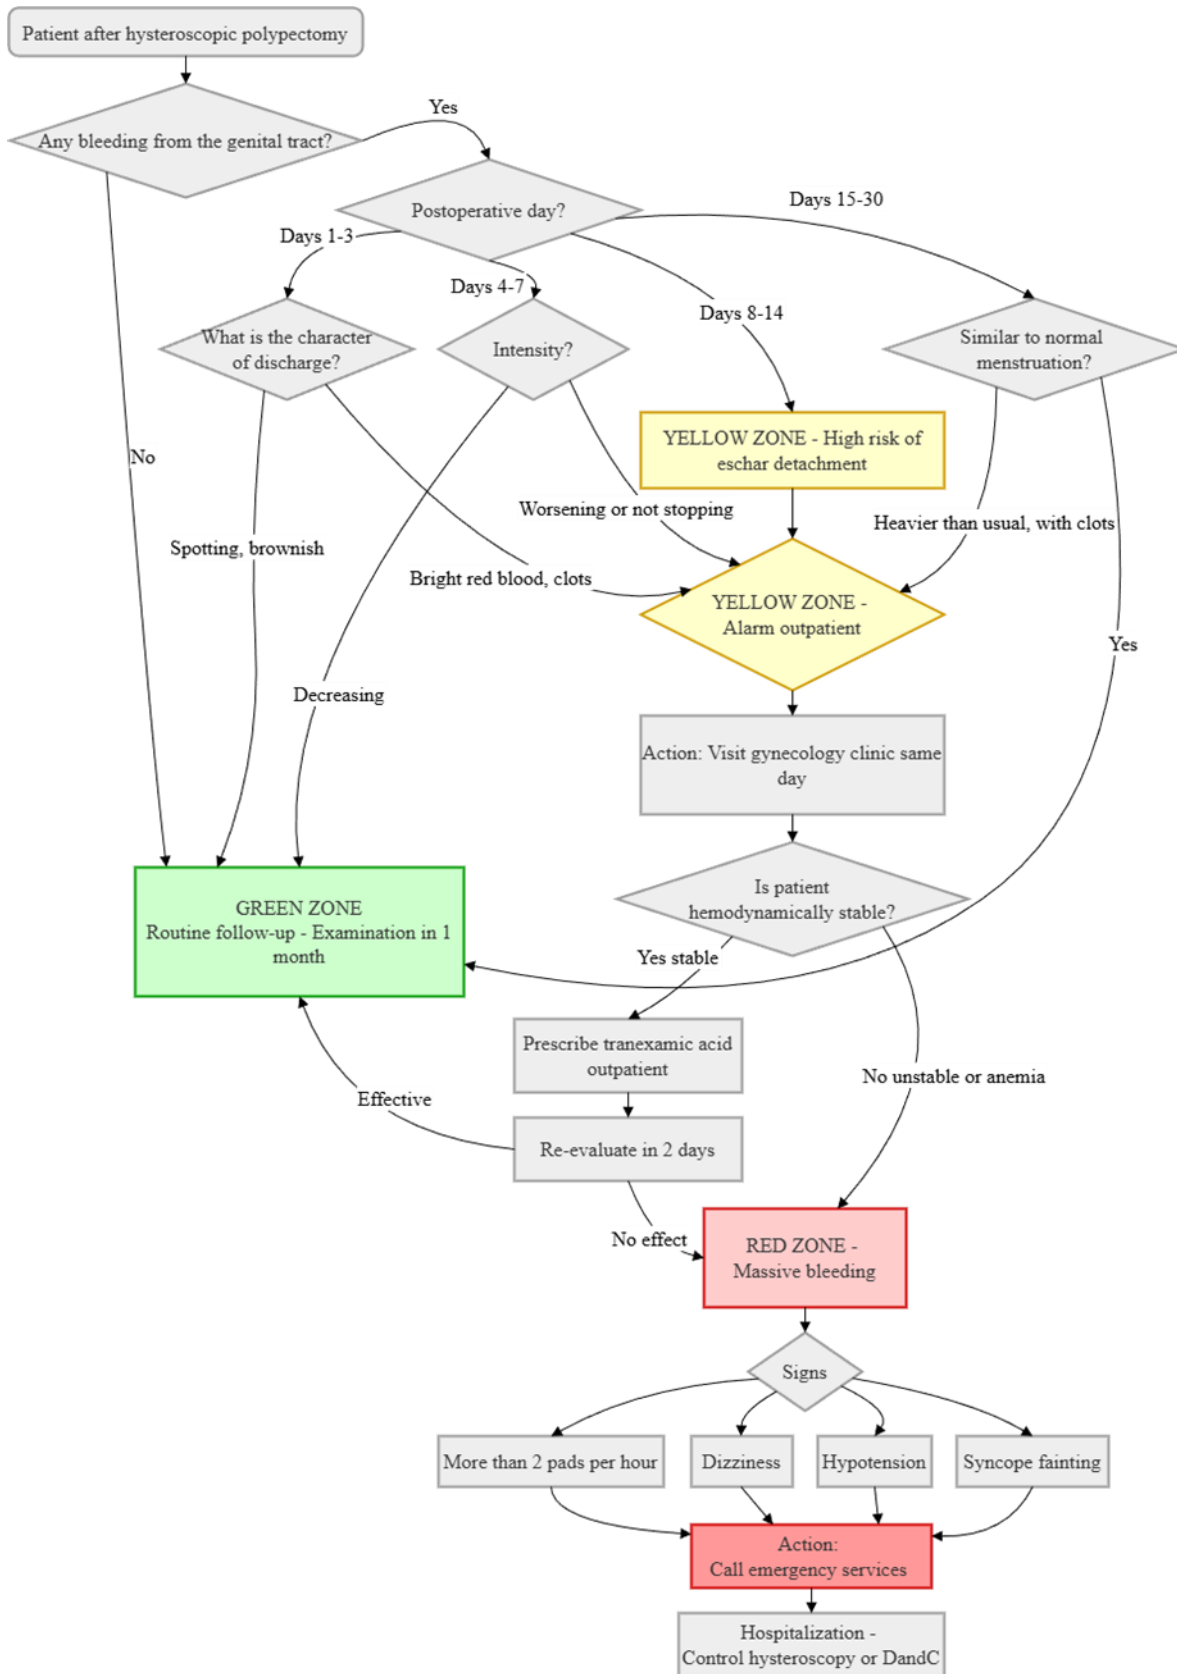 Patient after hysteroscopic polypectomy
Any bleeding from the genital tract?
Yes
Postoperative day?
Days 15-30
Days 1-3
Days 4-7
Days 8-14
What is the character
of discharge?
Intensity?
Similar to normal
menstruation?
YELLOW ZONE - High risk of
eschar detachment
No
Worsening or not stopping
Heavier than usual, with clots
Spotting, brownish
Bright red blood, clots
YELLOW ZONE -
Alarm outpatient
Yes
Decreasing
Action: Visit gynecology clinic same
day
GREEN ZONE
Routine follow-up - Examination in 1
month
Is patient
hemodynamically stable?
Yes stable
Prescribe tranexamic acid
outpatient
No unstable or anemia
Effective
Re-evaluate in 2 days
No effect
RED ZONE -
Massive bleeding
Signs
More than 2 pads per hour
Dizziness
Hypotension
Syncope fainting
Action:
Call emergency services
Hospitalization -
Control hysteroscopy or DandC